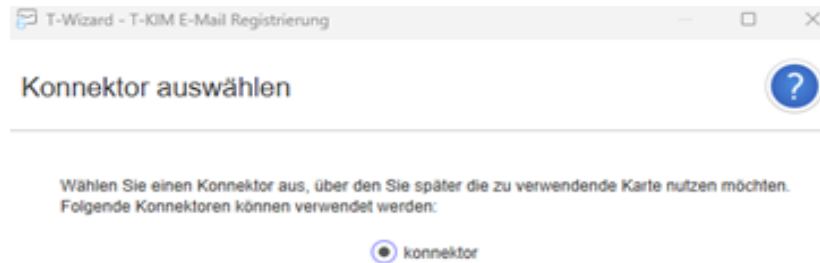 T-Wizard - T-KIM E-Mail Registrierung
Konnektor auswählen
?
Wählen Sie einen Konnektor aus, über den Sie später die zu verwendende Karte nutzen möchten.
Folgende Konnektoren können verwendet werden:
konnektor